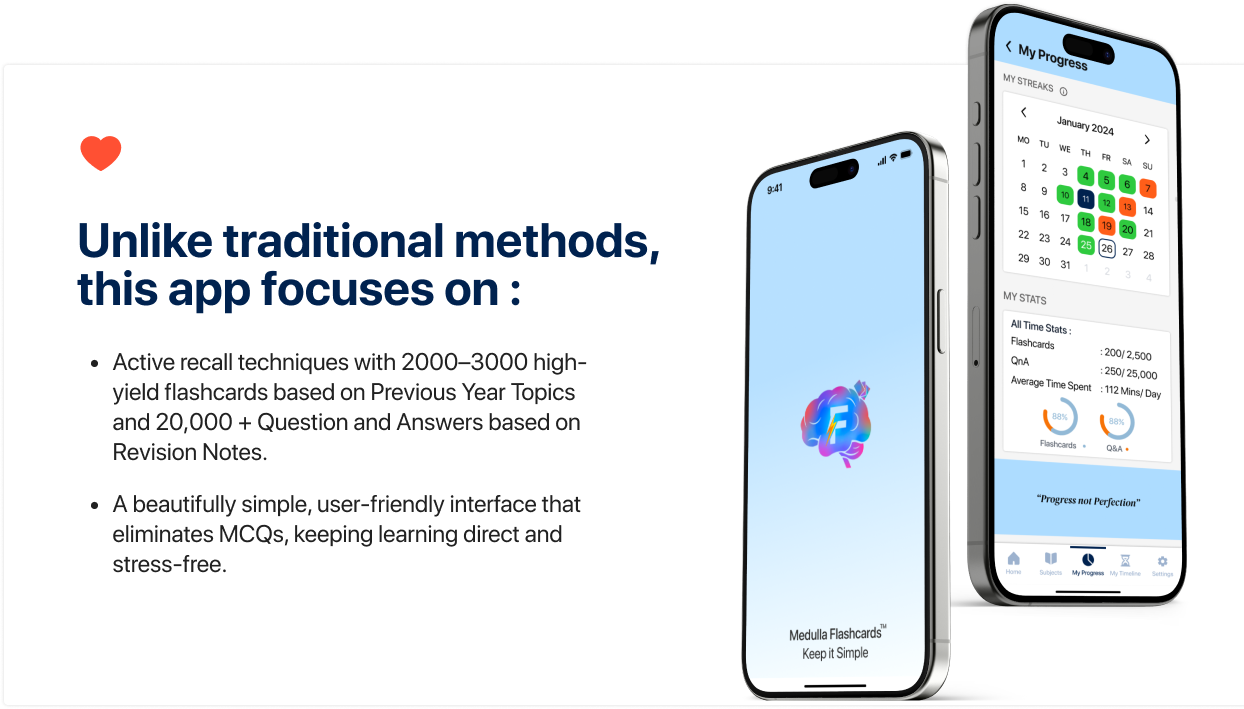 Unlike traditional methods,
this app focuses on :
• Active recall techniques with 2000–3000 high-
yield flashcards based on Previous Year Topics
and 20,000 + Question and Answers based on
Revision Notes.
• A beautifully simple, user-friendly interface that
eliminates MCQs, keeping learning direct and
stress-free.
9:41
F
Medulla Flashcards™
Keep it Simple
My Progress
MY STREAKS
January 2024
MO TU WE TH FR SA SU
1 2 3 4 5 6 7
8 9 10 11 12 13 14
15 16 17 18 19 20 21
22 23 24 25 26 27 28
29 30 31 1 2 3 4
MY STATS
All Time Stats :
Flashcards : 200/ 2,500
QnA : 250/ 25,000
Average Time Spent : 112 Mins/ Day
88% 88%
Flashcards Q&A
“Progress not Perfection”
Home Subjects My Progress My Timeline Settings